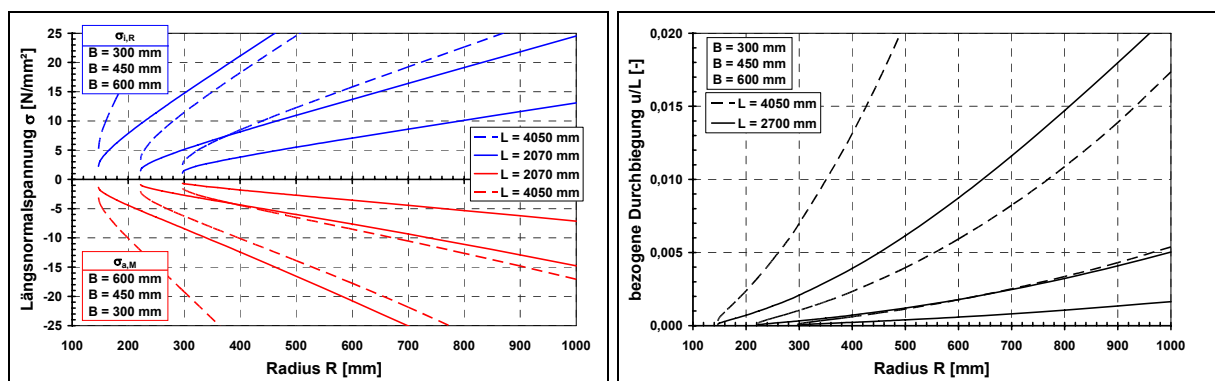 Längsnormalspannung σ [N/mm²]
25
20
15
10
5
0
-5
-10
-15
-20
-25
σi,R
B = 300 mm
B = 450 mm
B = 600 mm
L = 4050 mm
L = 2070 mm
L = 2070 mm
L = 4050 mm
σa,M
B = 600 mm
B = 450 mm
B = 300 mm
100 200 300 400 500 600 700 800 900 1000
Radius R [mm]
bezogene Durchbiegung u/L [-]
0,020
0,015
0,010
0,005
0,000
B = 300 mm
B = 450 mm
B = 600 mm
L = 4050 mm
L = 2700 mm
100 200 300 400 500 600 700 800 900 1000
Radius R [mm]